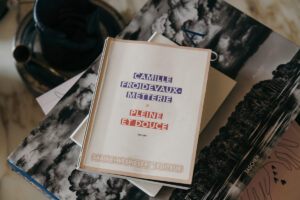 CAMILLE
FROIDEVAUX-
METTERIE
PLEINE
ET DOUCE
SABINE WESPIESER ÉDITEUR